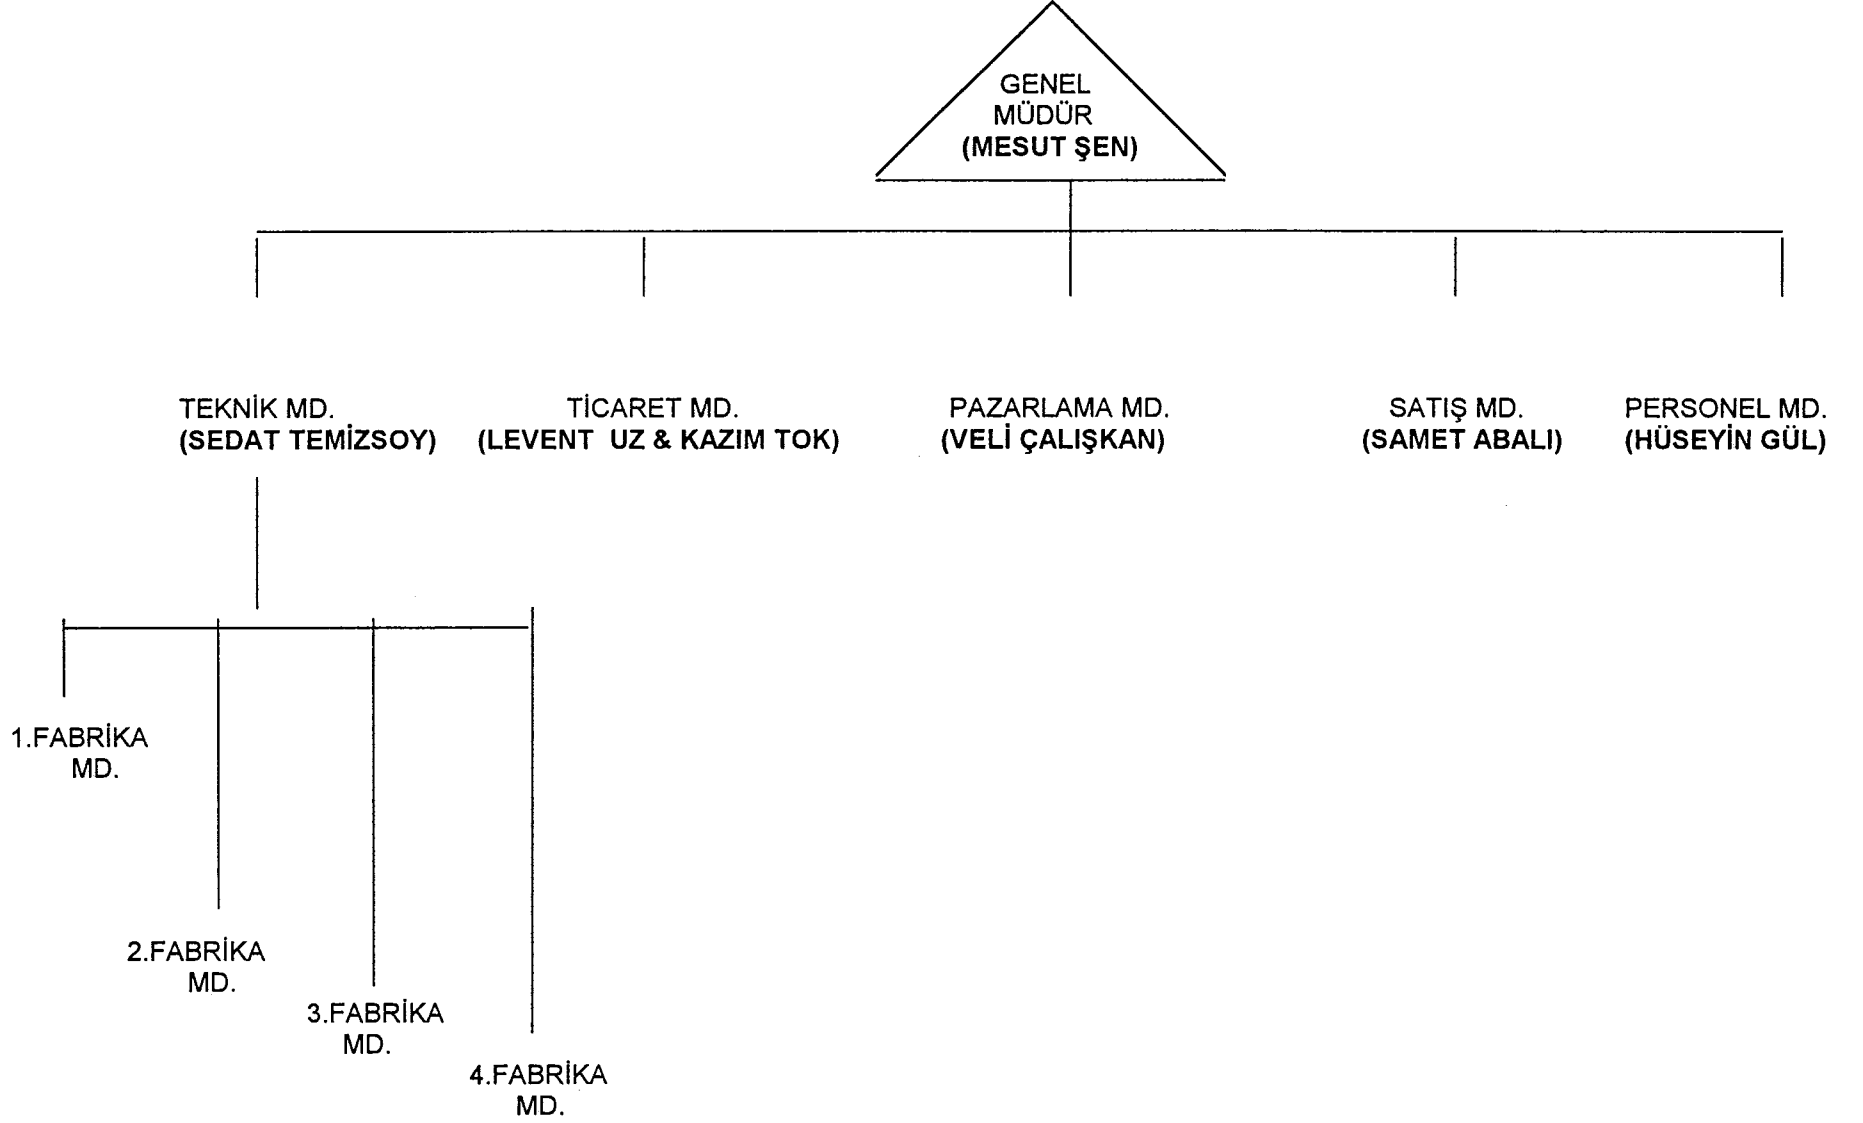 GENEL
MÜDÜR
(MESUT ŞEN)
TEKNİK MD.
(SEDAT TEMİZSOY)
TİCARET MD.
(LEVENT UZ & KAZIM TOK)
PAZARLAMA MD.
(VELİ ÇALIŞKAN)
SATIŞ MD.
(SAMET ABALI)
PERSONEL MD.
(HÜSEYİN GÜL)
1.FABRİKA
MD.
2.FABRİKA
MD.
3.FABRİKA
MD.
4.FABRİKA
MD.